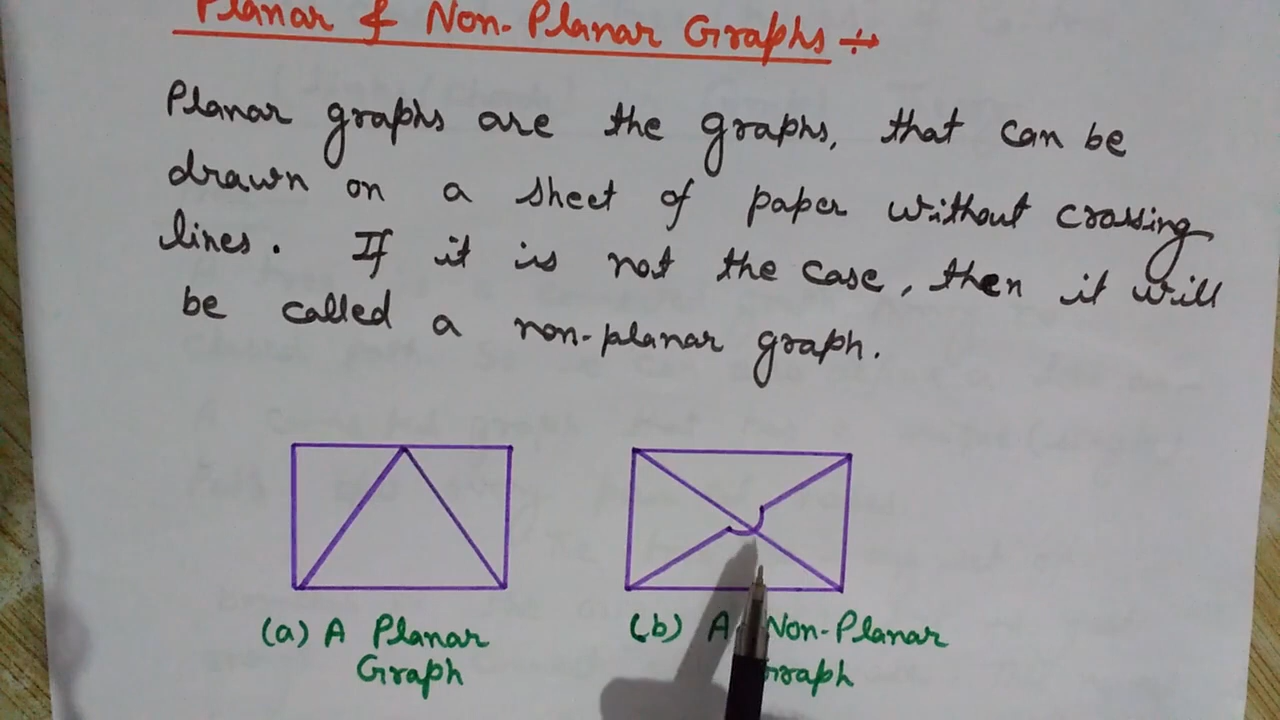 Planar & Non-Planar Graphs ÷→
Planar graphs are the graphs, that can be
drawn on a sheet of paper without crossing
lines. If it is not the case, then it will
be called a non-planar graph.
(a) A Planar
Graph
(b) A Non-Planar
Graph